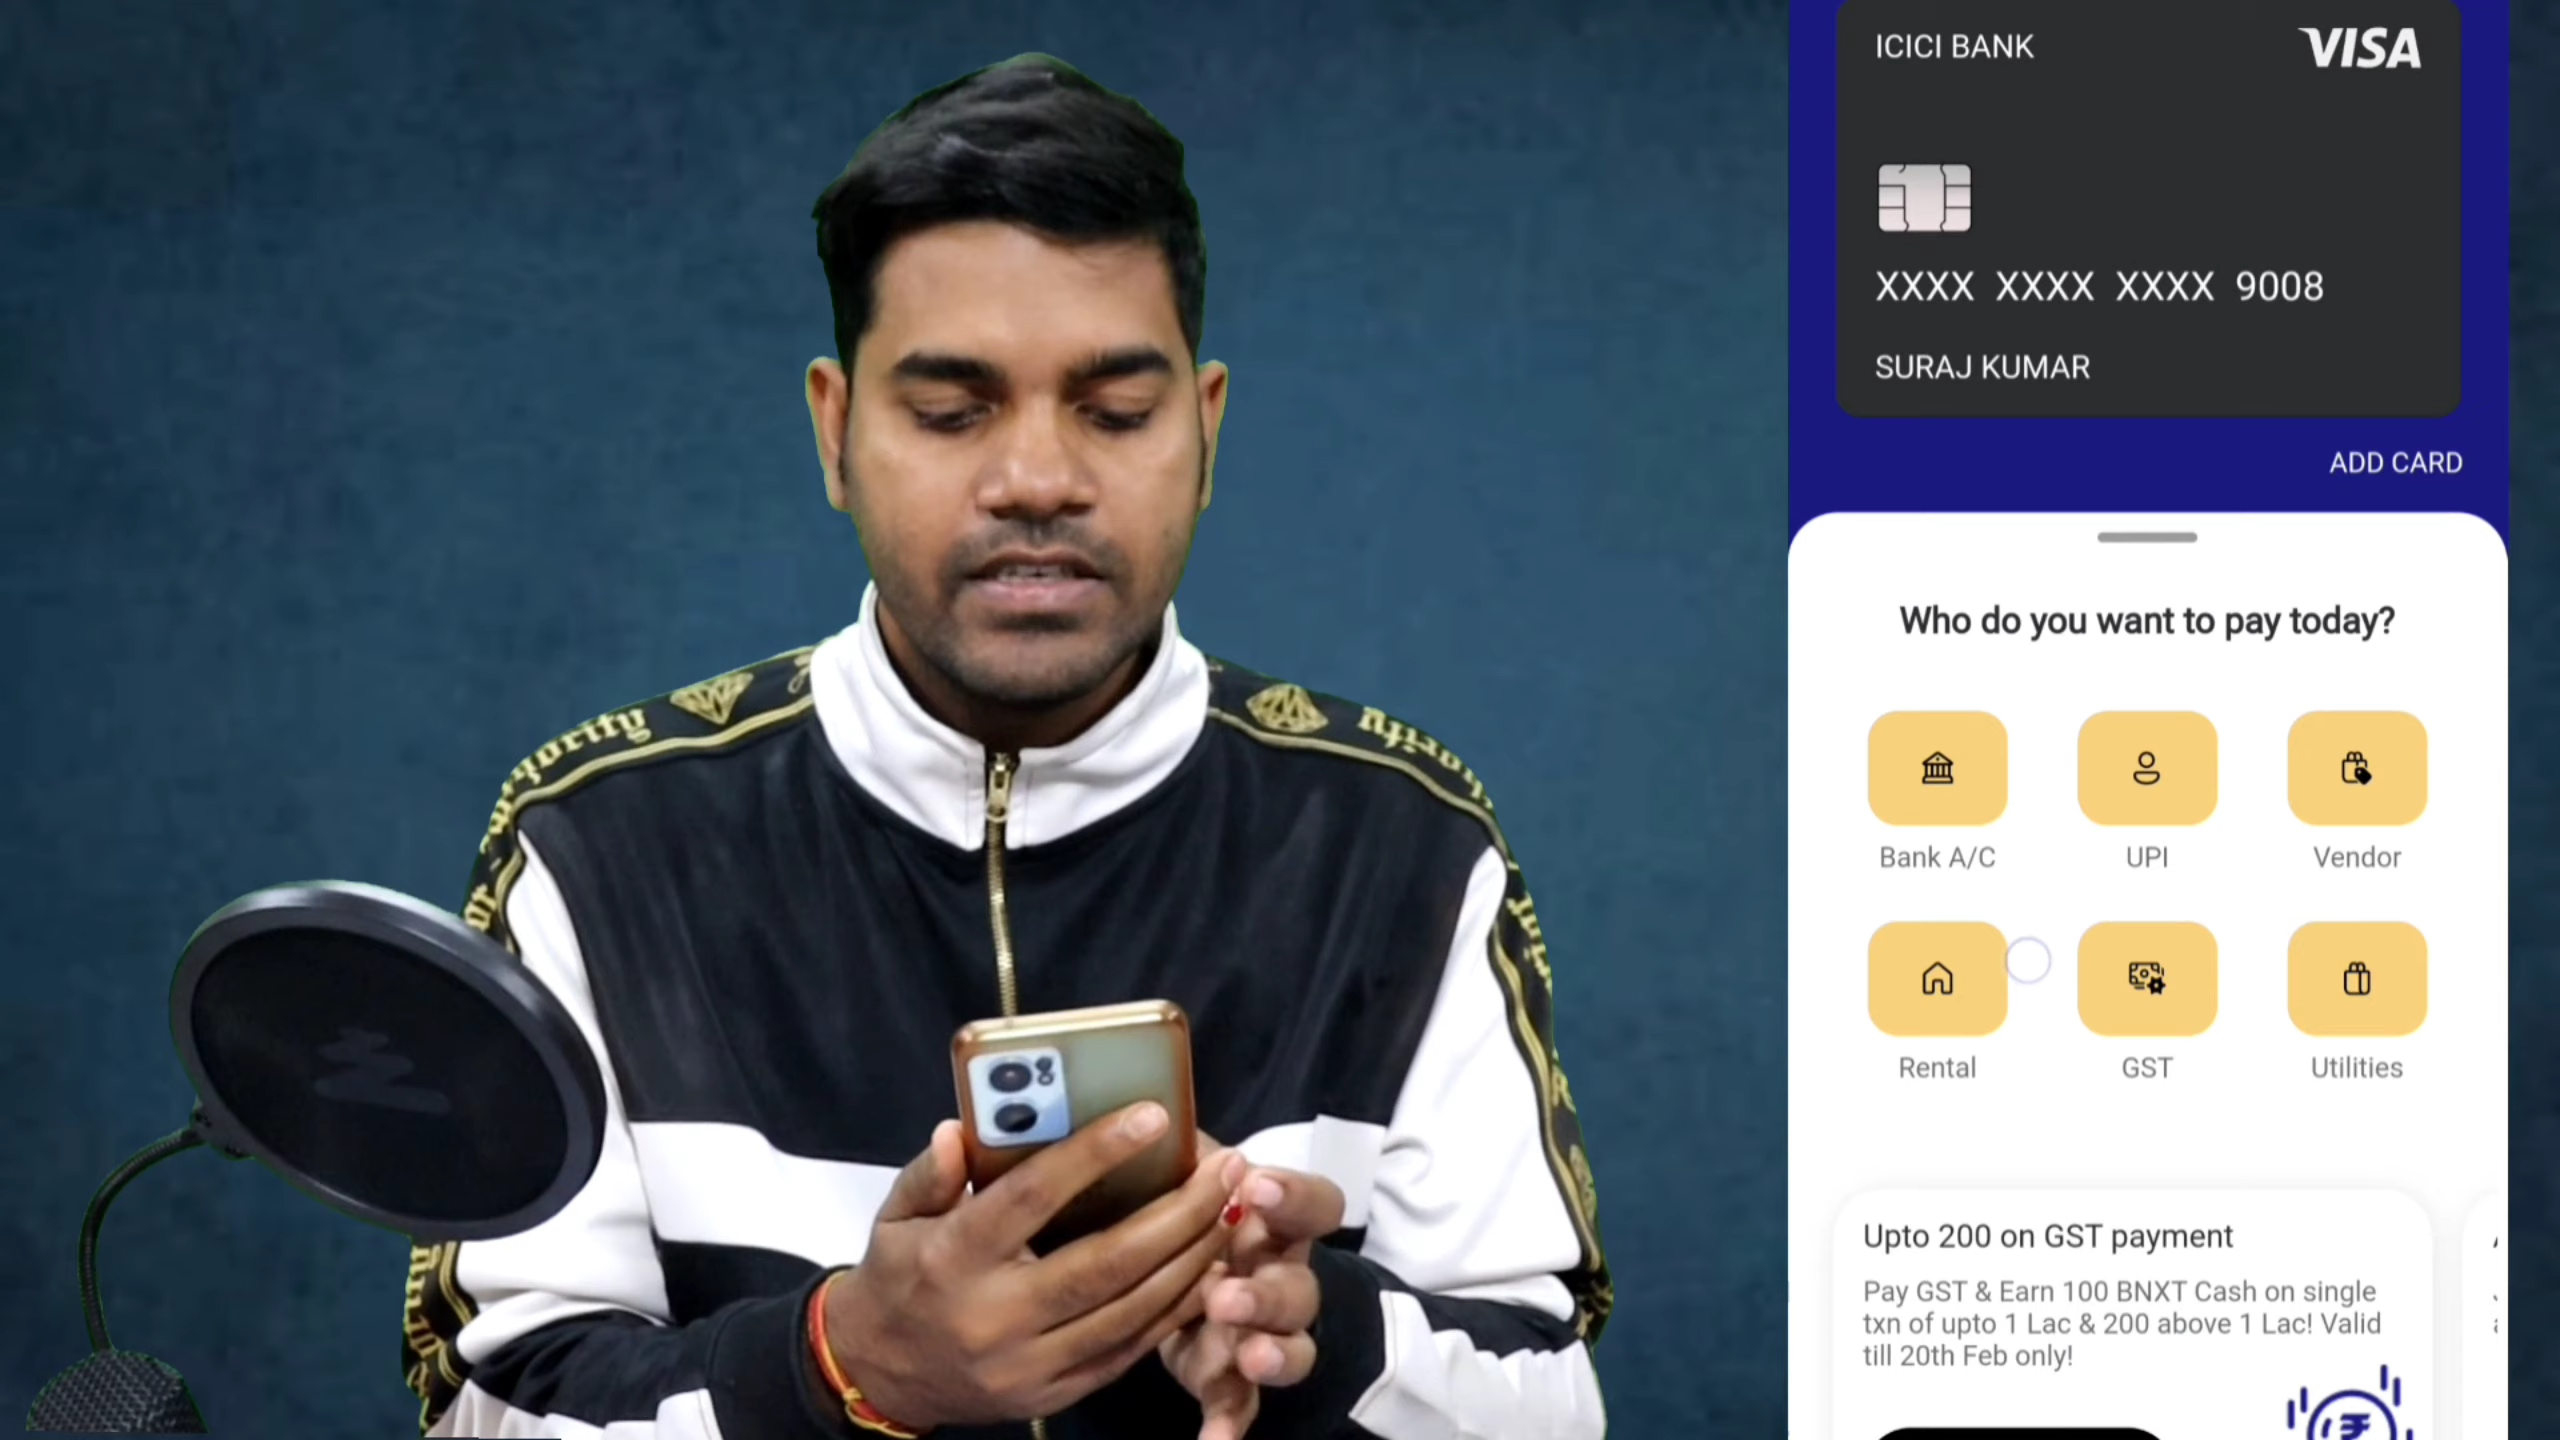 ICICI BANK
VISA
XXXX XXXX XXXX 9008
SURAJ KUMAR
ADD CARD
Who do you want to pay today?
Bank A/C
UPI
Vendor
Rental
GST
Utilities
Upto 200 on GST payment
Pay GST & Earn 100 BNXT Cash on single
txn of upto 1 Lac & 200 above 1 Lac! Valid
till 20th Feb only!